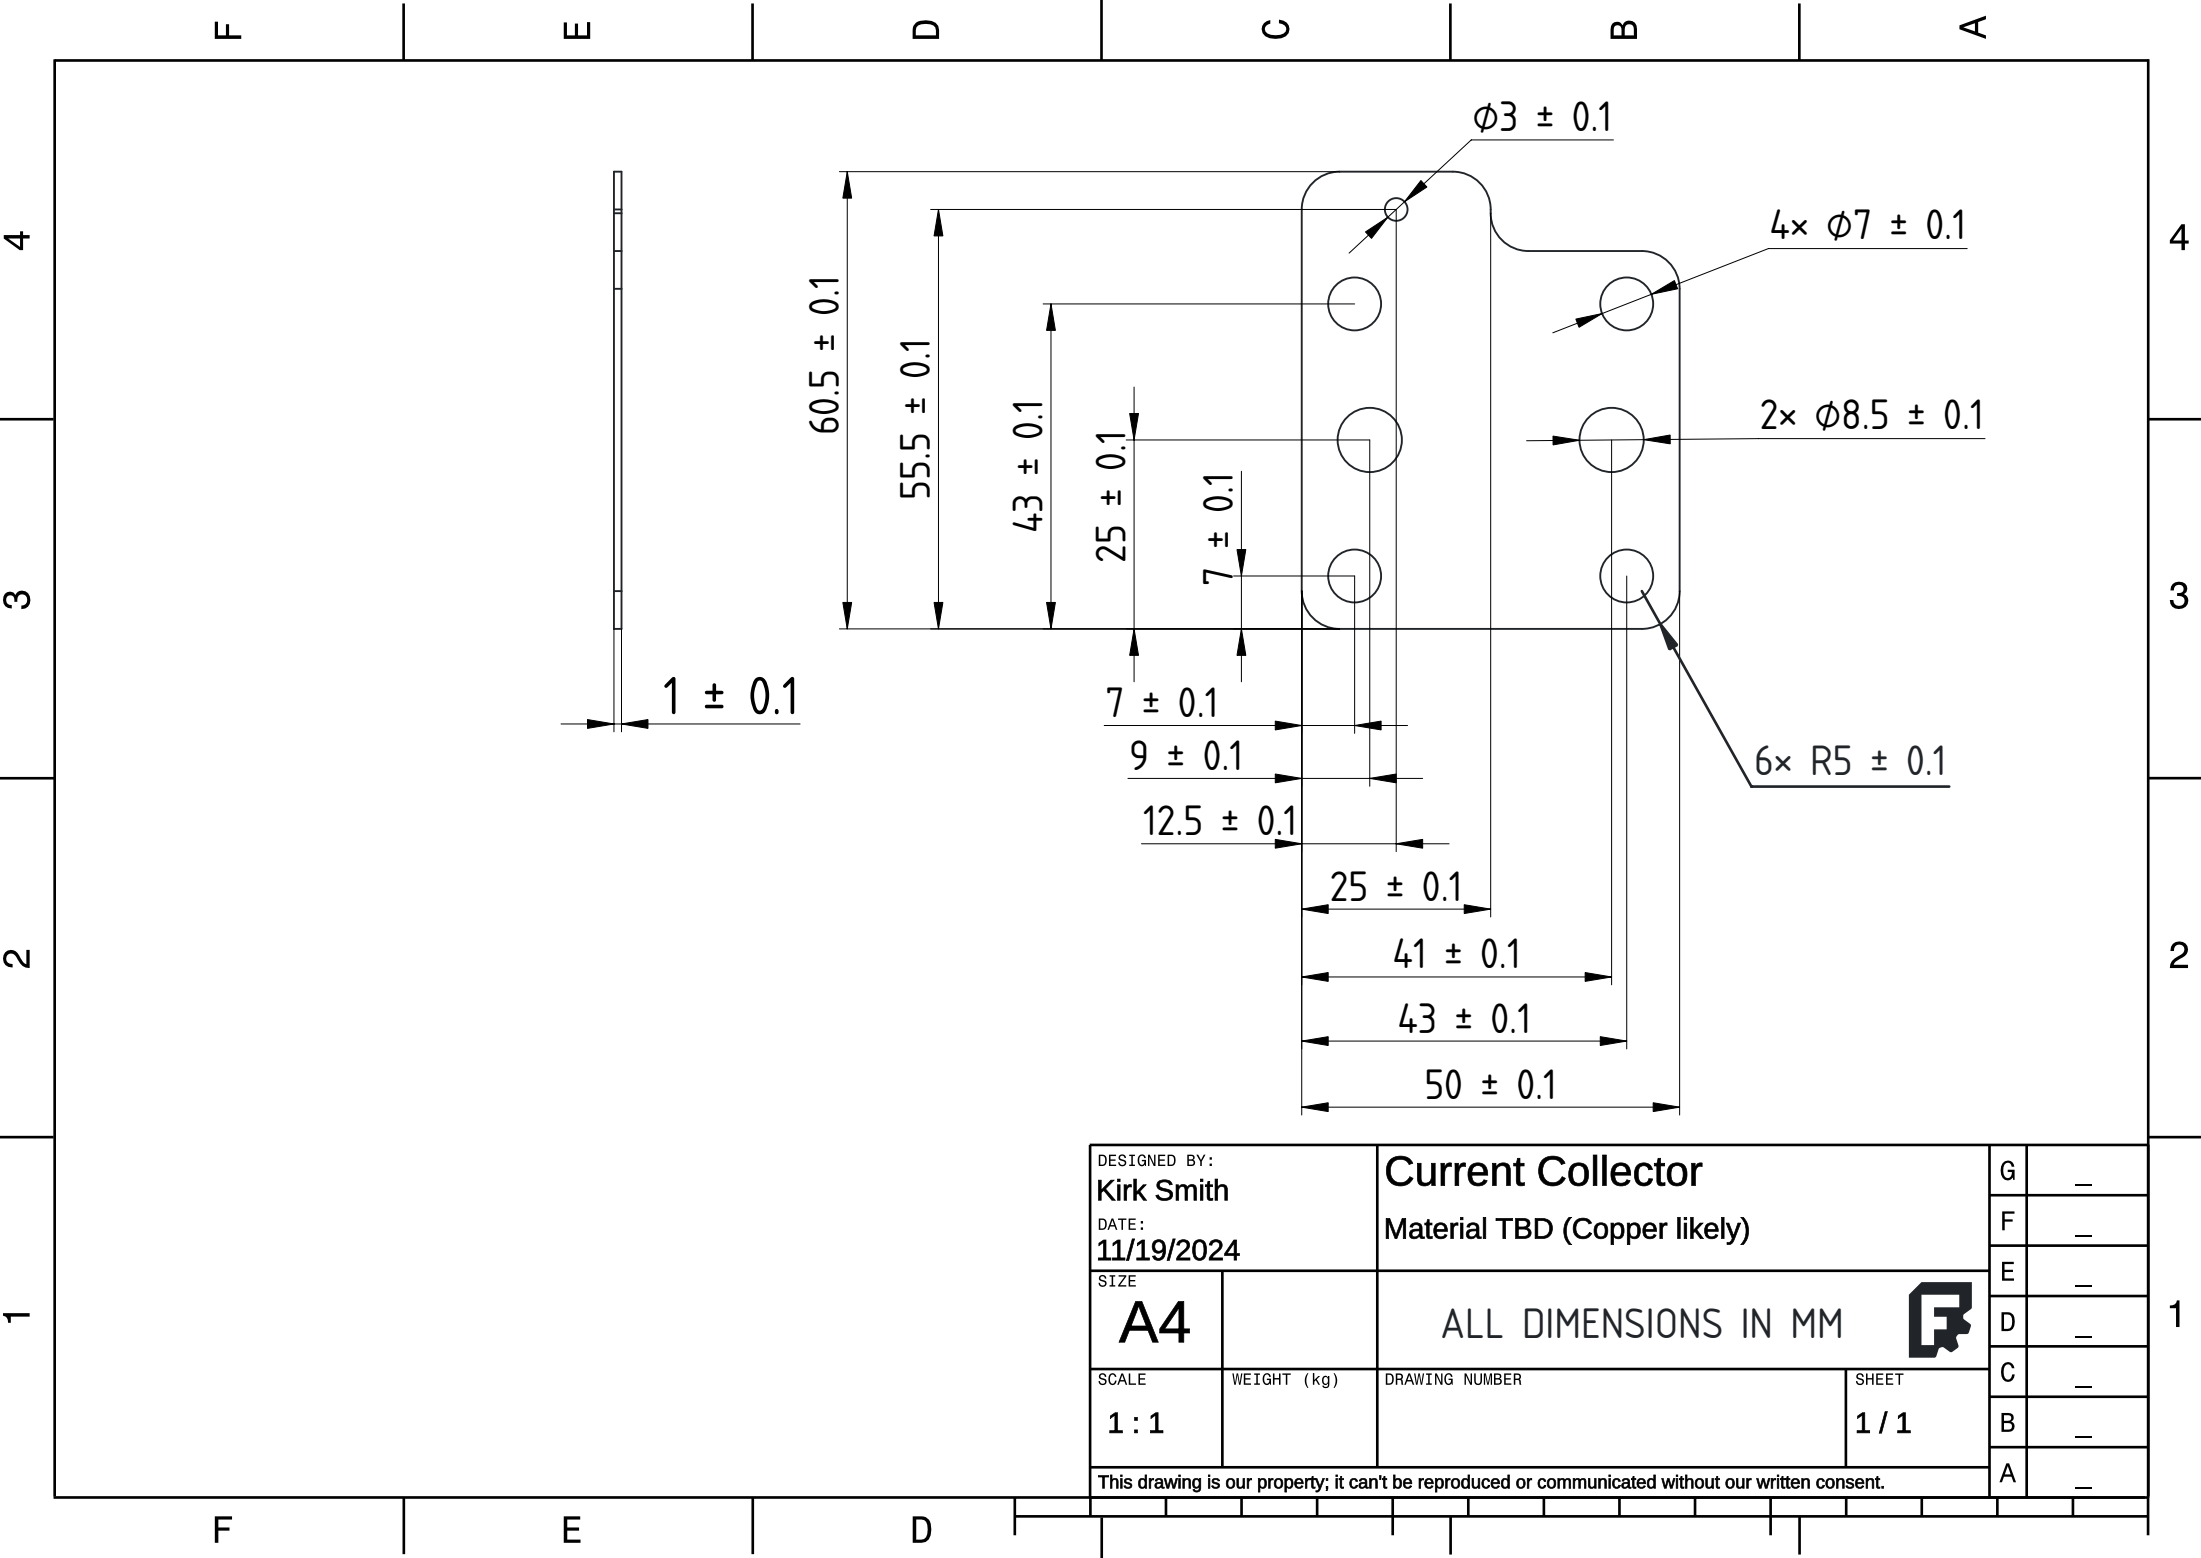 F E D C B A
⌀3 ± 0.1
4× ⌀7 ± 0.1
4
4
60.5 ± 0.1
55.5 ± 0.1
43 ± 0.1
25 ± 0.1
7 ± 0.1
2× ⌀8.5 ± 0.1
3
3
1 ± 0.1
7 ± 0.1
9 ± 0.1
6× R5 ± 0.1
12.5 ± 0.1
25 ± 0.1
2
2
41 ± 0.1
43 ± 0.1
50 ± 0.1
DESIGNED BY:
Kirk Smith
DATE:
11/19/2024
Current Collector
Material TBD (Copper likely)
SIZE
A4
ALL DIMENSIONS IN MM
F
SCALE
1 : 1
WEIGHT (kg)
DRAWING NUMBER
SHEET
1 / 1
G _
F _
E _
D _
C _
B _
A _
This drawing is our property; it can't be reproduced or communicated without our written consent.
1
1
F E D